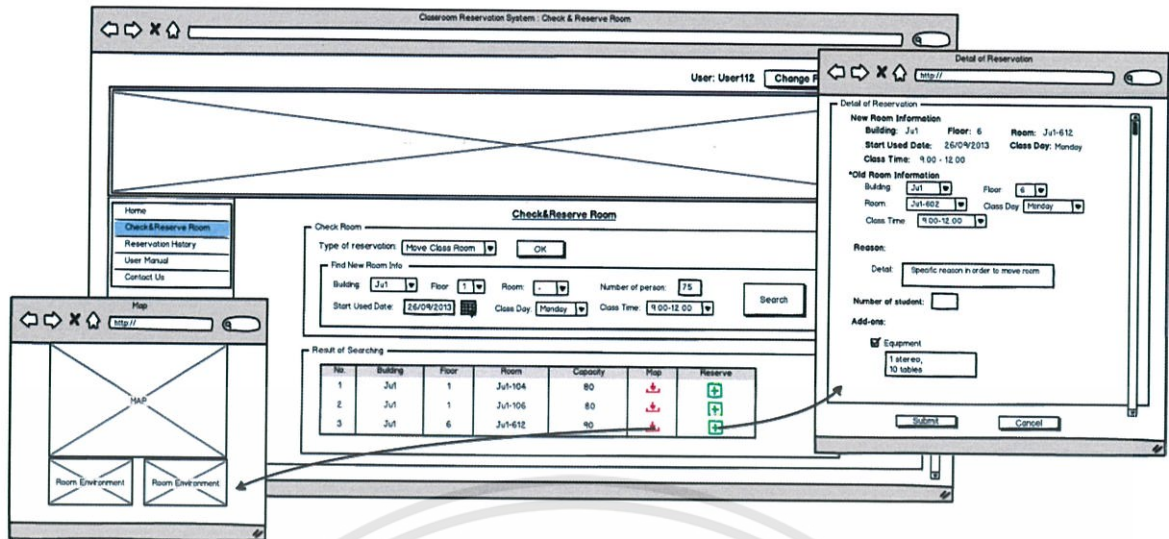 Classroom Reservation System : Check & Reserve Room
User: User112 Change
Home
Check&Reserve Room
Reservation History
User Manual
Contact Us
Check&Reserve Room
Check Room
Type of reservation: Move Class Room OK
Find New Room Info
Building: Ju1 Floor: 1 Room: - Number of person: 75
Start Used Date: 26/09/2013 Class Day: Monday Class Time: 9.00-12.00
Search
Result of Searching
No. Building Floor Room Capacity Map Reserve
1 Ju1 1 Ju1-104 80
2 Ju1 1 Ju1-106 80
3 Ju1 6 Ju1-612 90
Map
http://
MAP
Room Environment Room Environment
Detail of Reservation
http://
Detail of Reservation
New Room Information
Building: Ju1 Floor: 6 Room: Ju1-612
Start Used Date: 26/09/2013 Class Day: Monday
Class Time: 9.00 - 12.00
*Old Room Information
Building Ju1 Floor 6
Room Ju1-602 Class Day Monday
Class Time 9.00-12.00
Reason:
Detail: Specific reason in order to move room
Number of student:
Add-ons:
Equipment
1 stereo,
10 tables
Submit Cancel